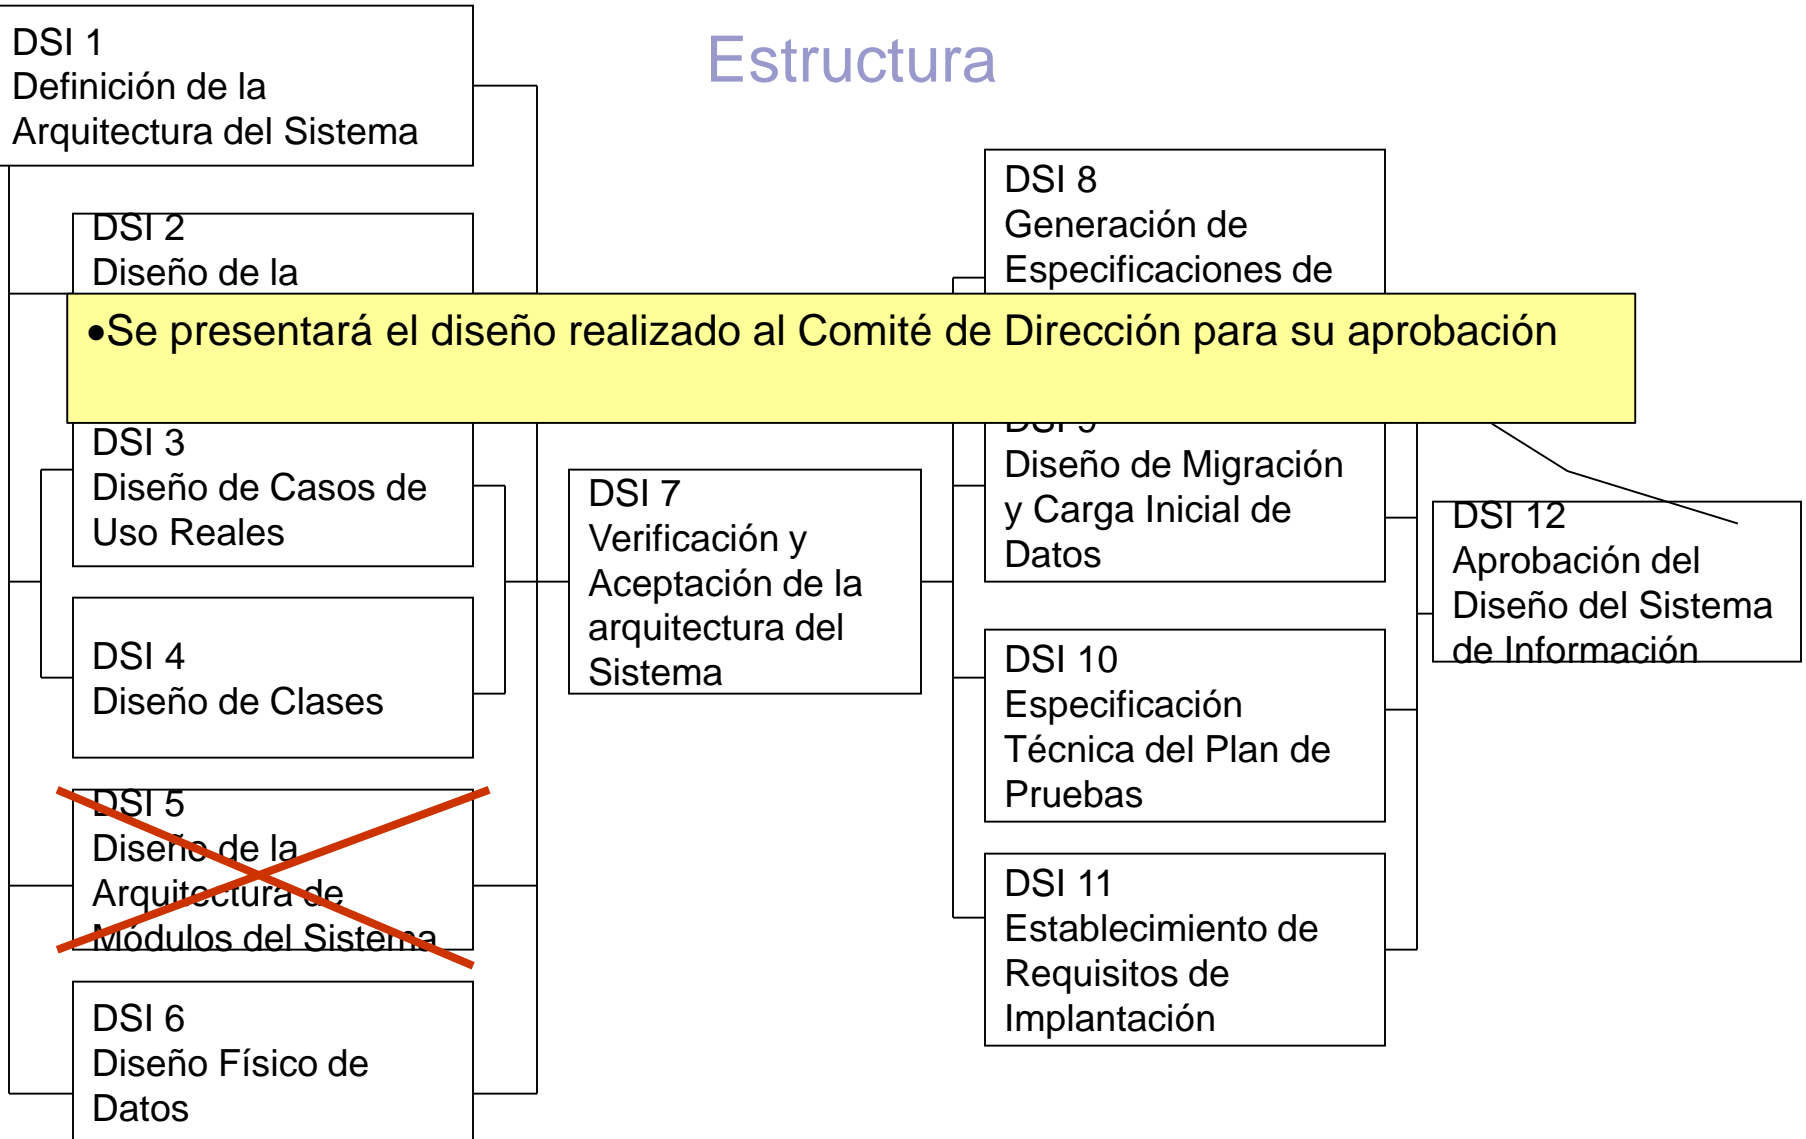 Estructura
DSI 1
Definición de la
Arquitectura del Sistema
DSI 2
Diseño de la
•Se presentará el diseño realizado al Comité de Dirección para su aprobación
DSI 3
Diseño de Casos de
Uso Reales
DSI 4
Diseño de Clases
DSI 5
Diseño de la
Arquitectura de
Módulos del Sistema
DSI 6
Diseño Físico de
Datos
DSI 7
Verificación y
Aceptación de la
arquitectura del
Sistema
DSI 8
Generación de
Especificaciones de
DSI 9
Diseño de Migración
y Carga Inicial de
Datos
DSI 10
Especificación
Técnica del Plan de
Pruebas
DSI 11
Establecimiento de
Requisitos de
Implantación
DSI 12
Aprobación del
Diseño del Sistema
de Información